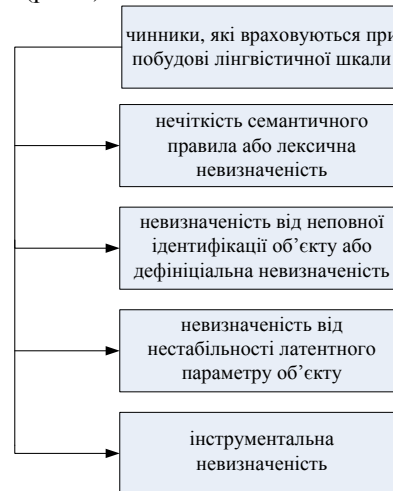 чинники, які враховуються при
побудові лінгвістичної шкали
нечіткість семантичного
правила або лексична
невизначеність
невизначеність від неповної
ідентифікації об’єкту або
дефініціальна невизначеність
невизначеність від
нестабільності латентного
параметру об’єкту
інструментальна
невизначеність